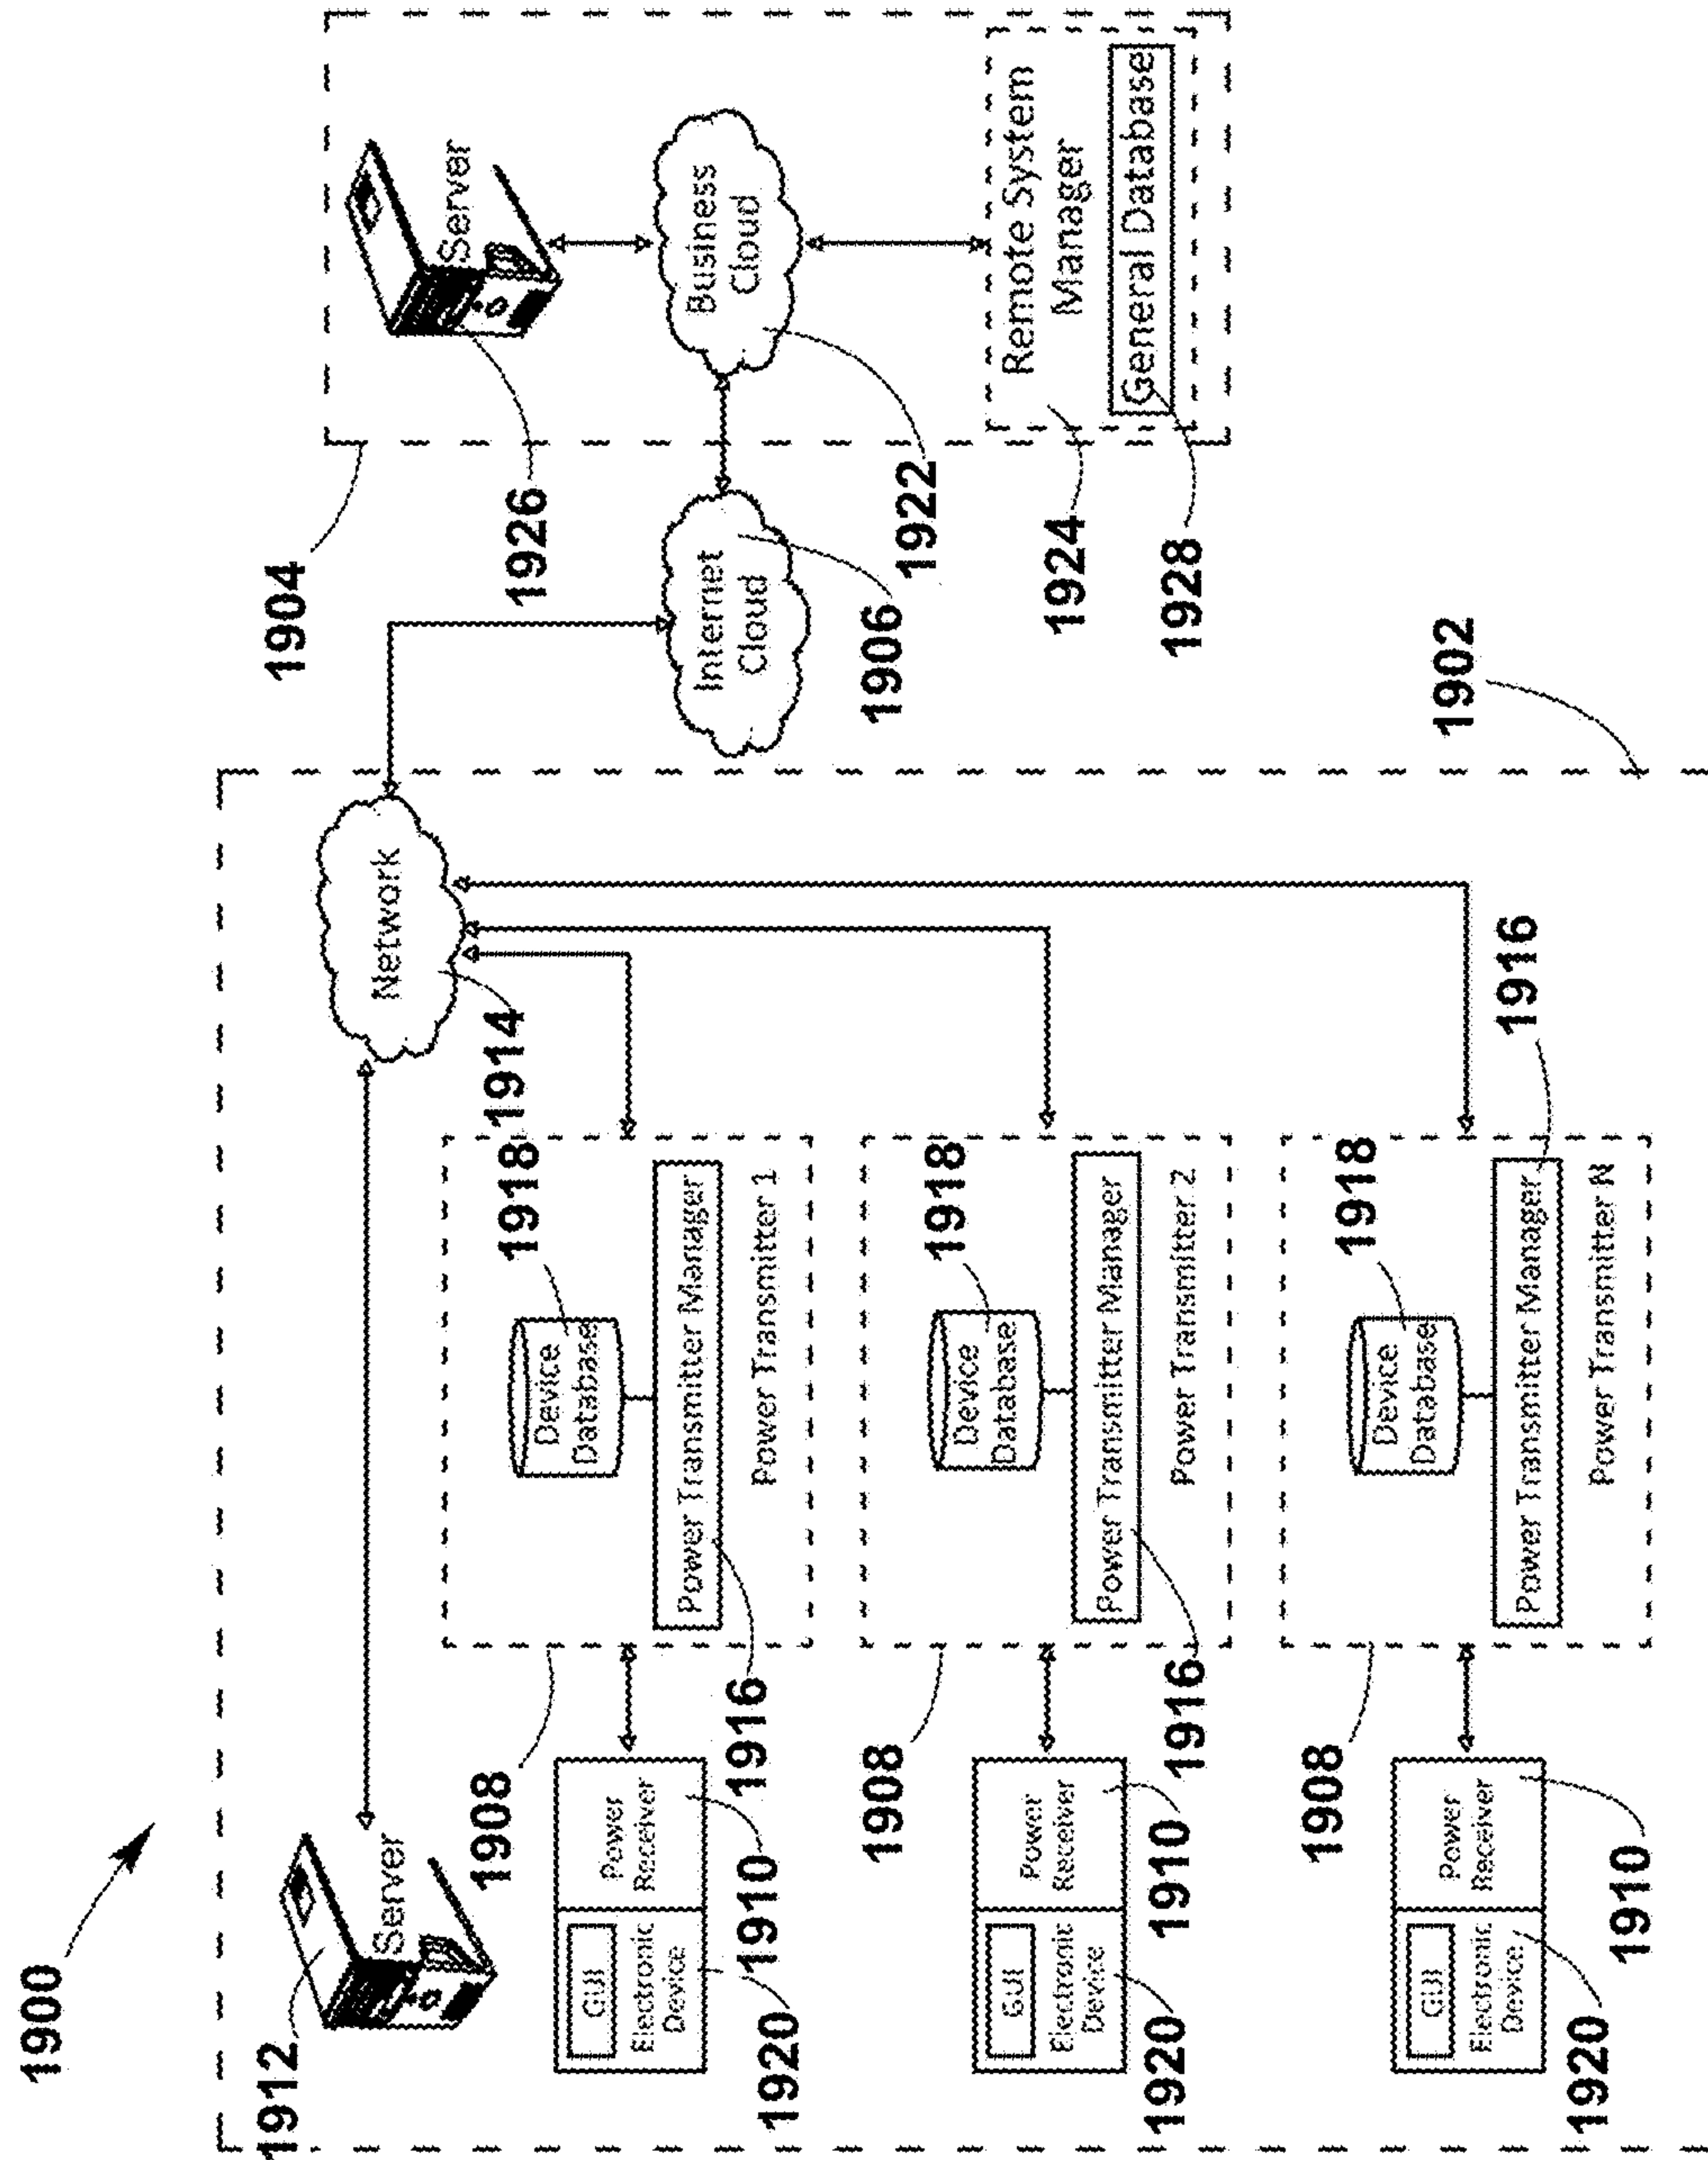 1900
1912
Server
1914
Network
1904
1926
Server
Business
Cloud
1922
Internet
Cloud
1906
Remote System
Manager
General Database
1924
1928
1902
1908
GUI
Electronic
Device
Power
Receiver
1920
1910
1918
Device
Database
Power Transmitter Manager
Power Transmitter 1
1916
1908
GUI
Electronic
Device
Power
Receiver
1920
1910
1918
Device
Database
Power Transmitter Manager
Power Transmitter 2
1916
1908
GUI
Electronic
Device
Power
Receiver
1920
1910
1918
Device
Database
Power Transmitter Manager
Power Transmitter N
1916